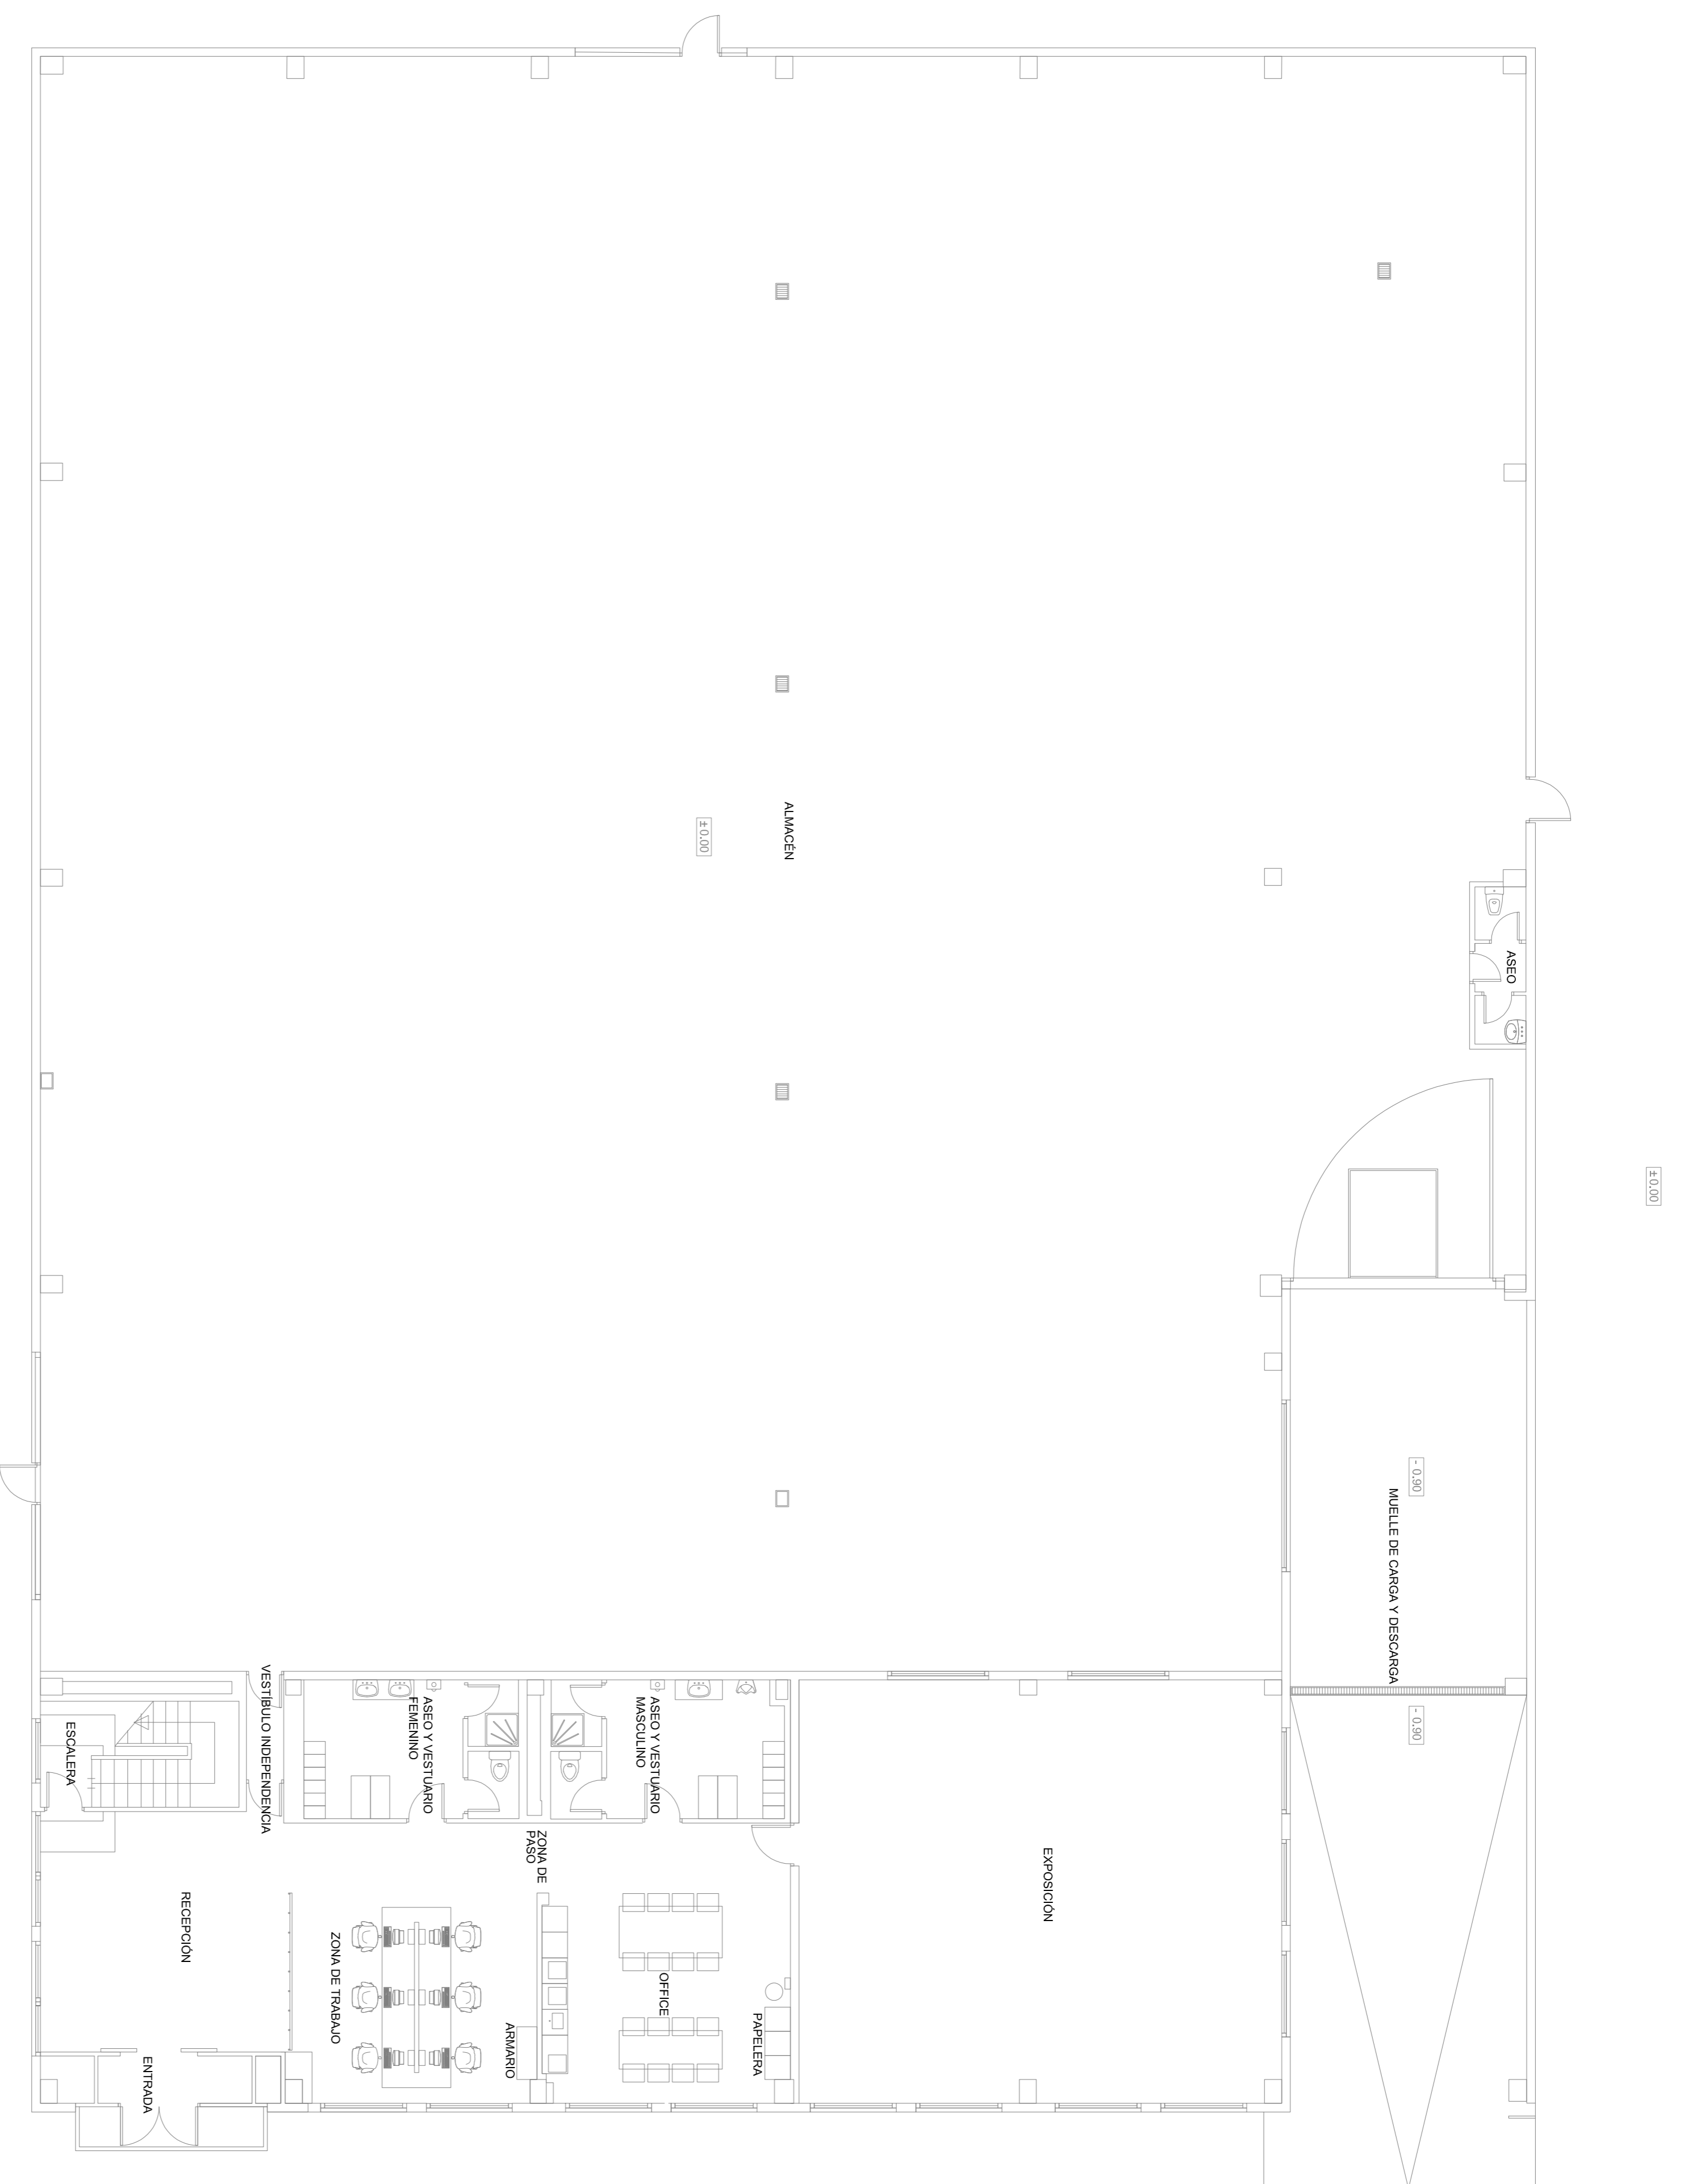 ALMACÉN
± 0.00
ASEO
± 0.00
- 0.90
MUELLE DE CARGA Y DESCARGA
- 0.90
VESTÍBULO INDEPENDENCIA
ESCALERA
ASEO Y VESTUARIO
FEMENINO
ASEO Y VESTUARIO
MASCULINO
ZONA DE
PASO
EXPOSICIÓN
RECEPCIÓN
ZONA DE TRABAJO
OFFICE
PAPELERA
ARMARIO
ENTRADA